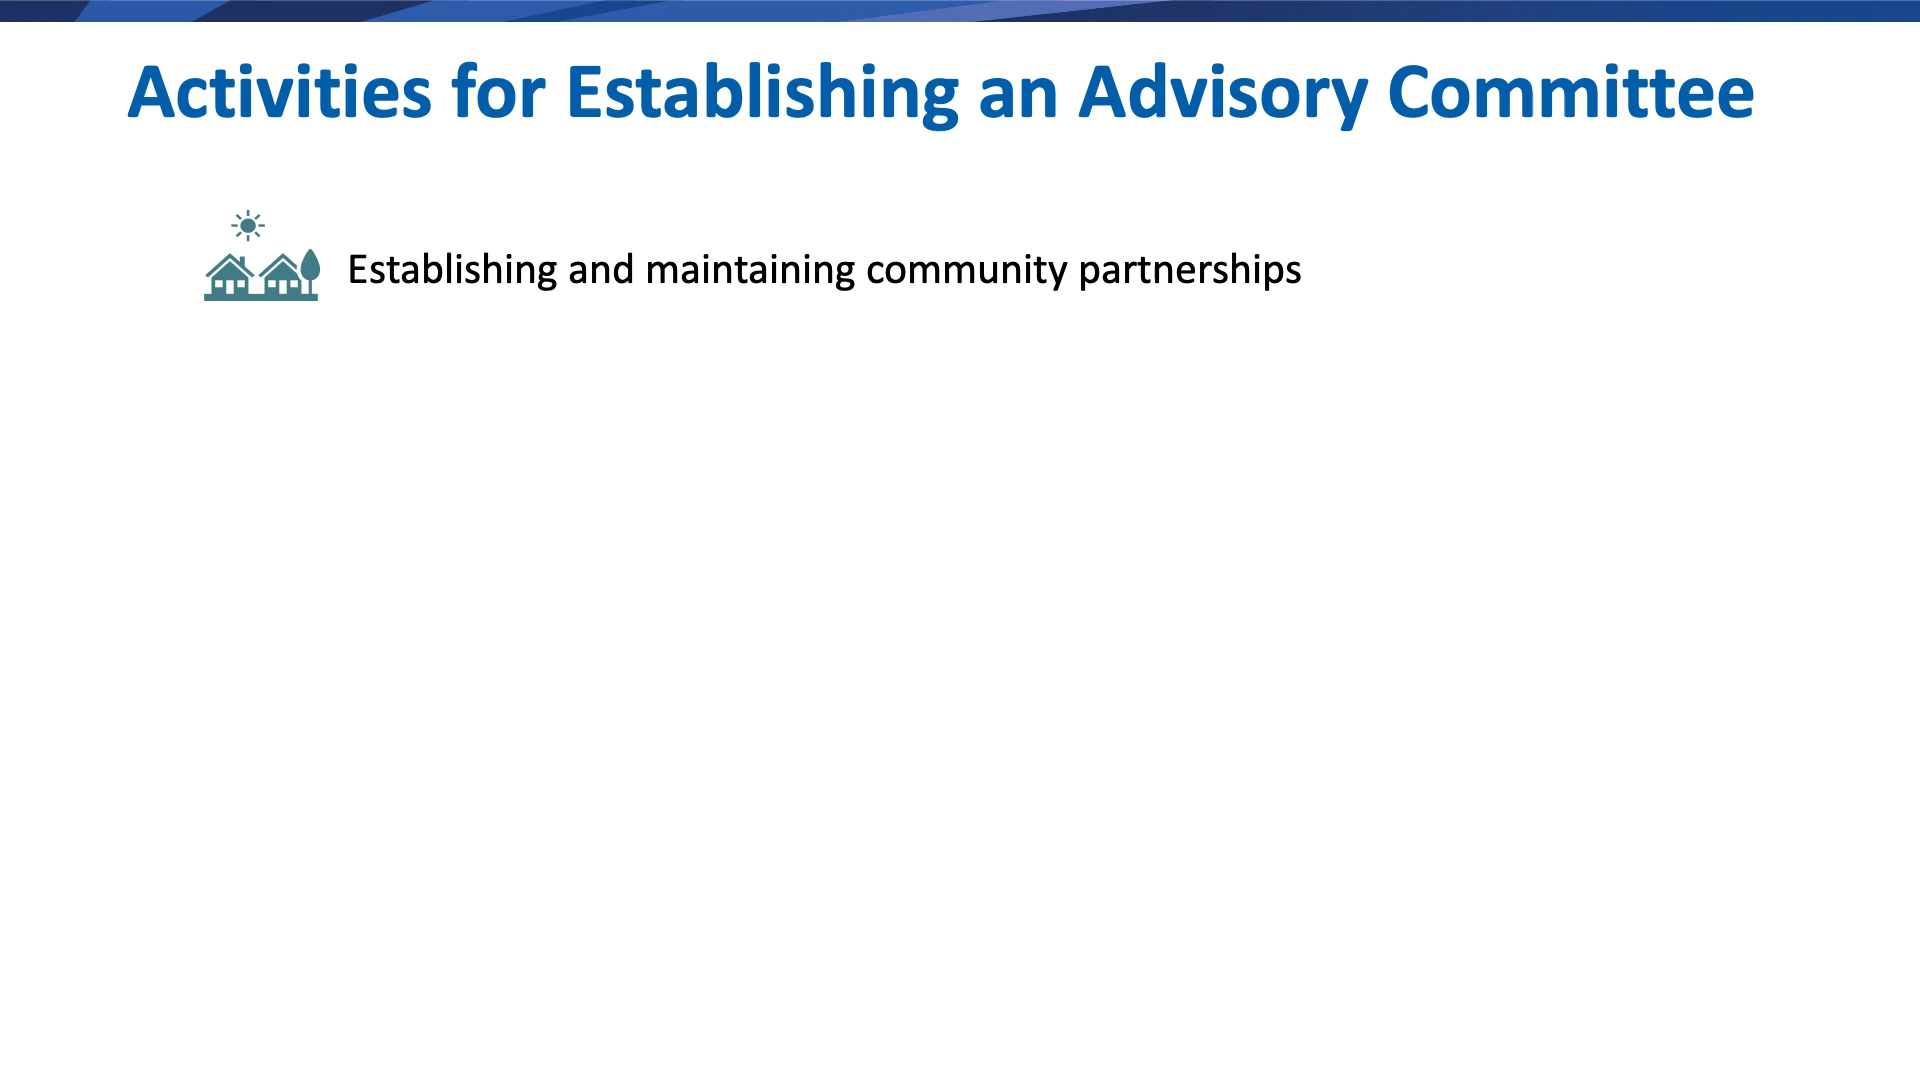 Activities for Establishing an Advisory Committee
Establishing and maintaining community partnerships